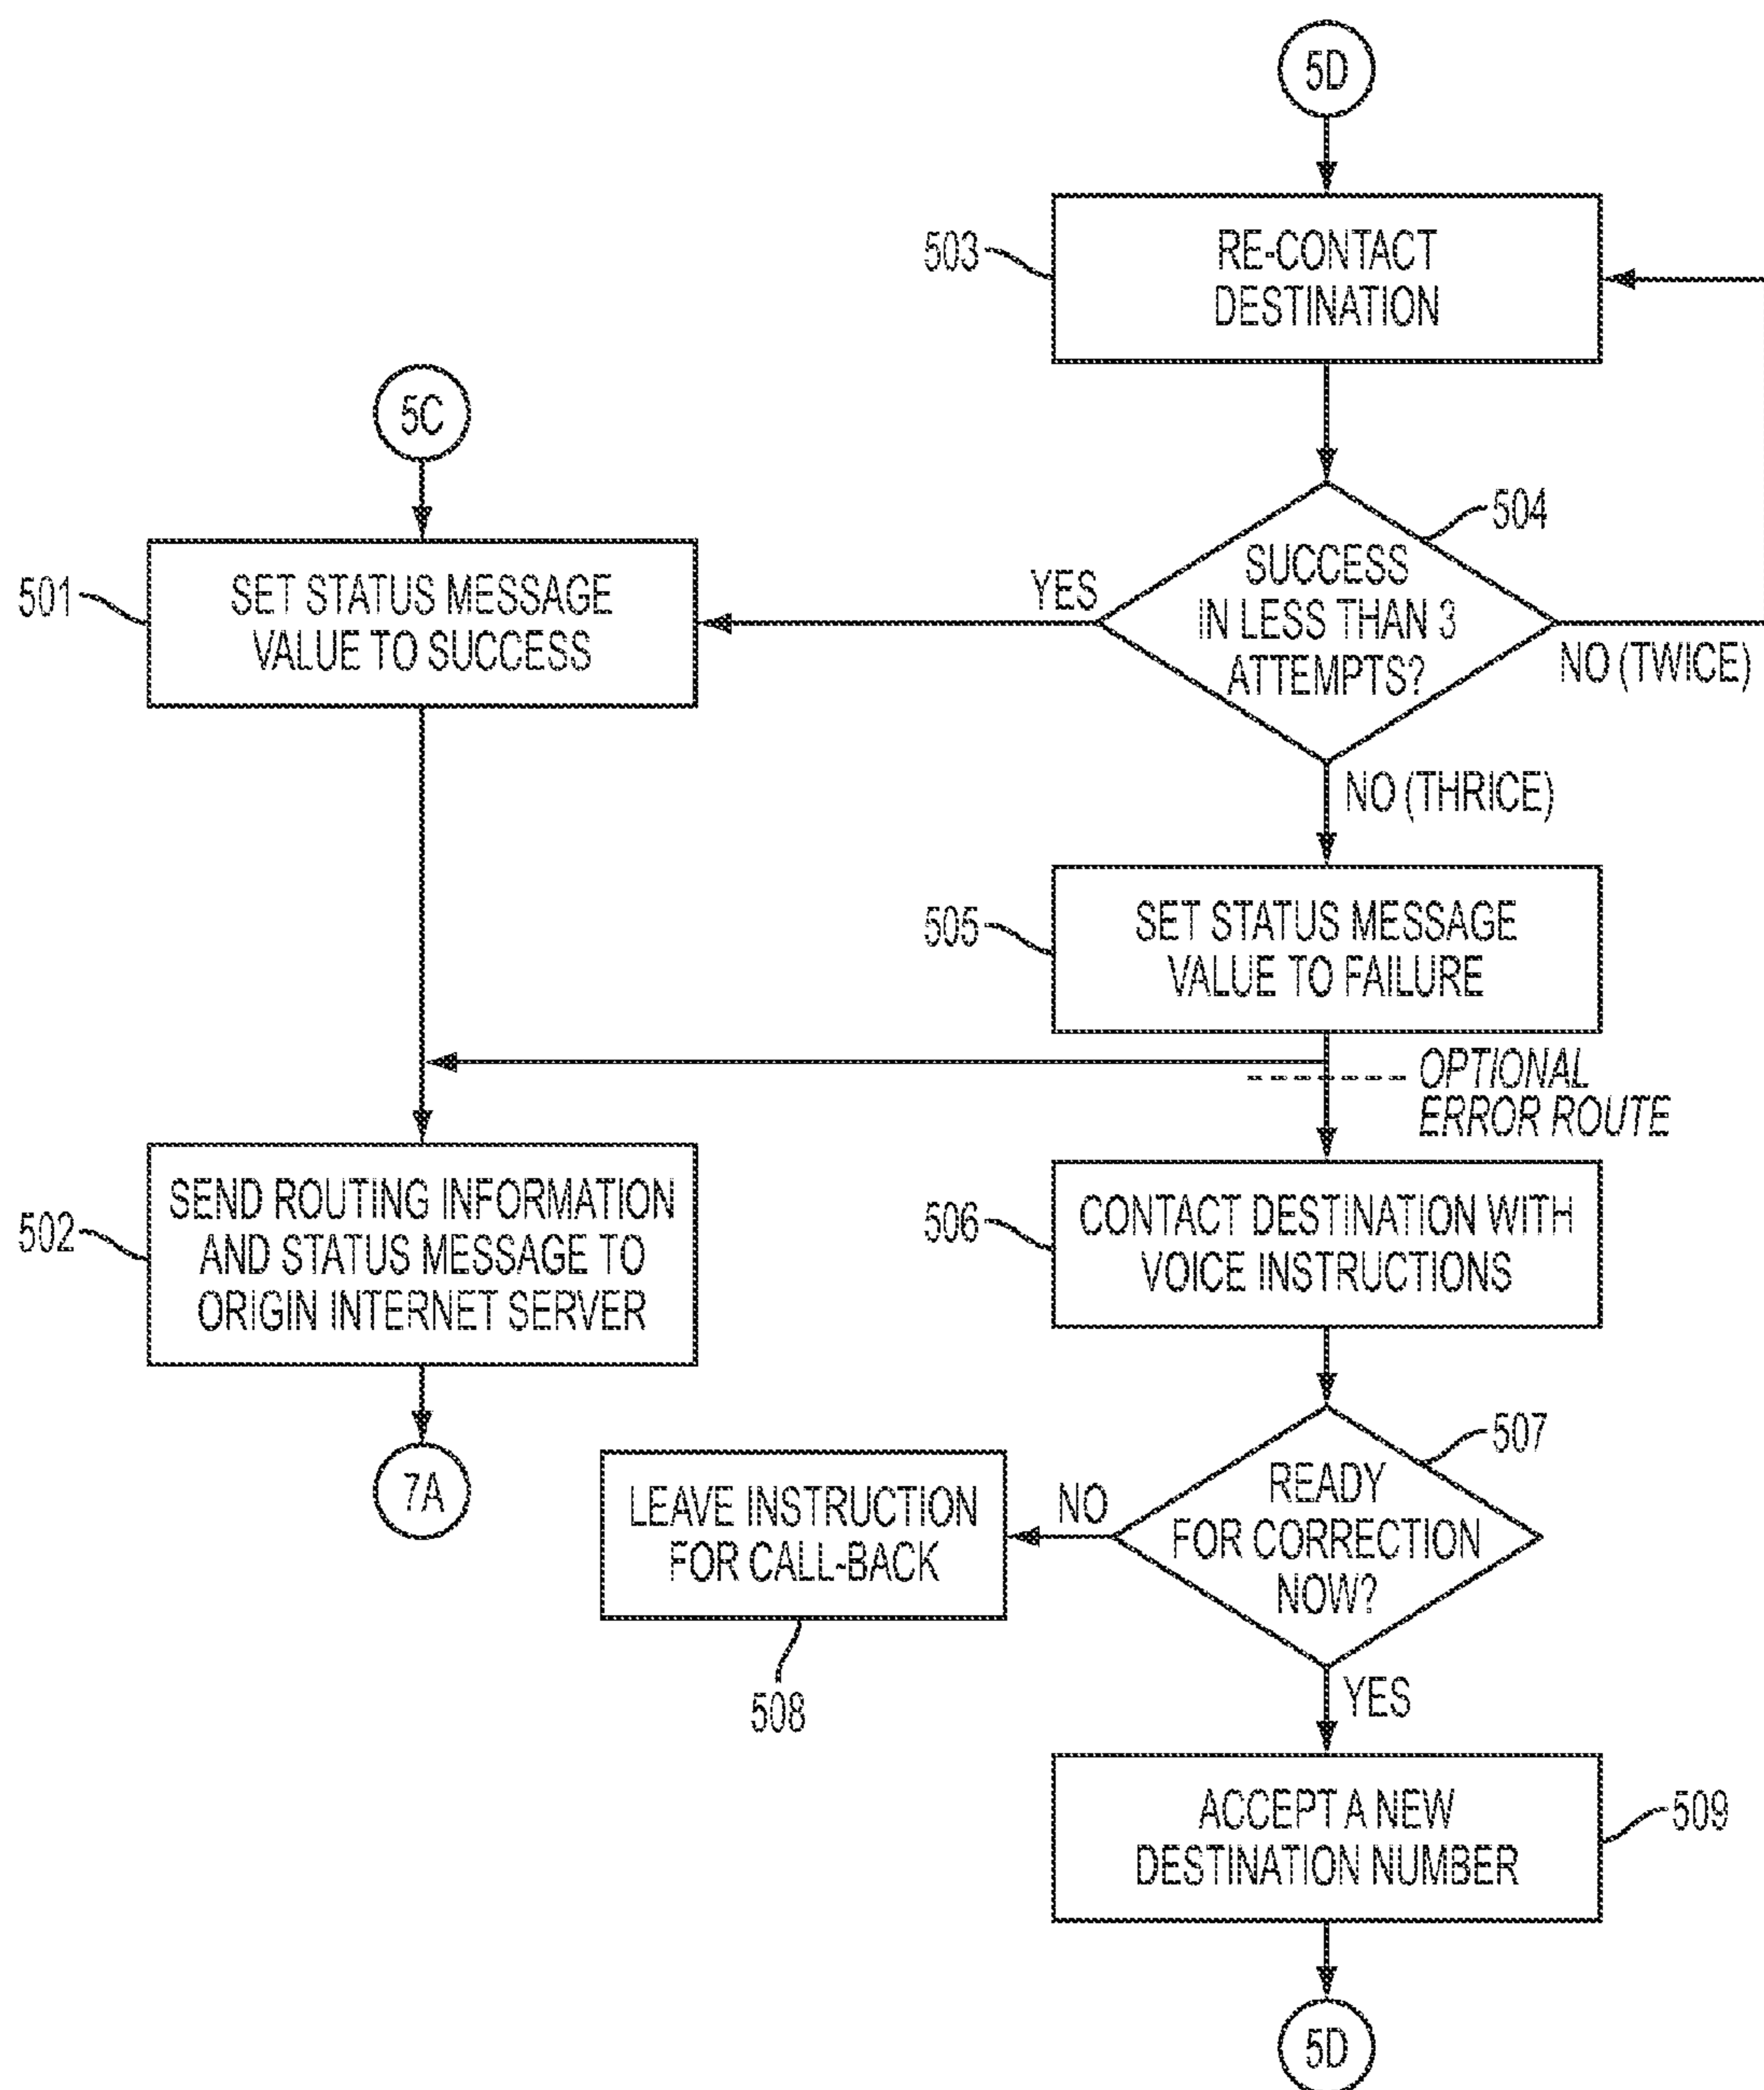 5D
503
RE-CONTACT
DESTINATION
5C
504
501
SET STATUS MESSAGE
VALUE TO SUCCESS
YES
SUCCESS
IN LESS THAN 3
ATTEMPTS?
NO (TWICE)
NO (THRICE)
505
SET STATUS MESSAGE
VALUE TO FAILURE
OPTIONAL
ERROR ROUTE
502
SEND ROUTING INFORMATION
AND STATUS MESSAGE TO
ORIGIN INTERNET SERVER
506
CONTACT DESTINATION WITH
VOICE INSTRUCTIONS
7A
507
LEAVE INSTRUCTION
FOR CALL-BACK
NO
READY
FOR CORRECTION
NOW?
508
YES
ACCEPT A NEW
DESTINATION NUMBER
509
5D